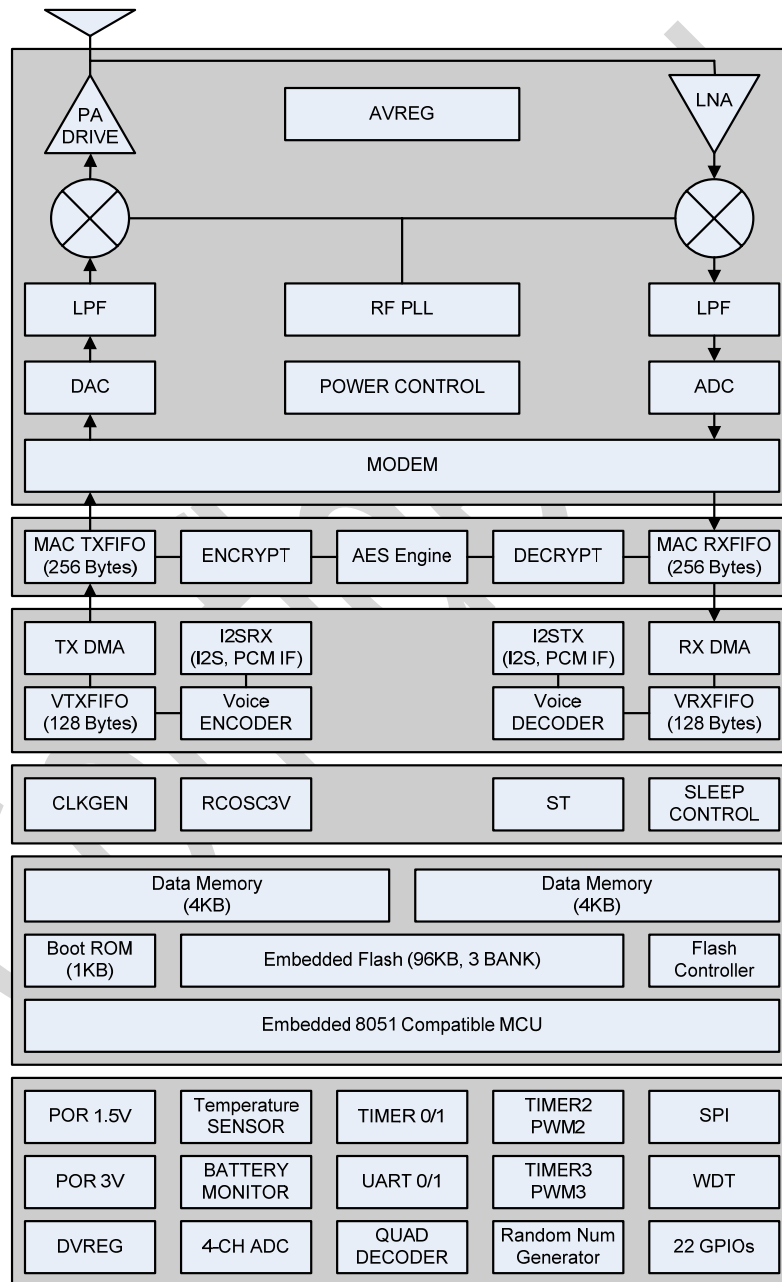 PA
DRIVE
AVREG
LNA
LPF
RF PLL
LPF
DAC
POWER CONTROL
ADC
MODEM
MAC TXFIFO
(256 Bytes)
ENCRYPT
AES Engine
DECRYPT
MAC RXFIFO
(256 Bytes)
TX DMA
I2SRX
(I2S, PCM IF)
I2STX
(I2S, PCM IF)
RX DMA
VTXFIFO
(128 Bytes)
Voice
ENCODER
Voice
DECODER
VRXFIFO
(128 Bytes)
CLKGEN
RCOSC3V
ST
SLEEP
CONTROL
Data Memory
(4KB)
Data Memory
(4KB)
Boot ROM
(1KB)
Embedded Flash (96KB, 3 BANK)
Flash
Controller
Embedded 8051 Compatible MCU
POR 1.5V
Temperature
SENSOR
TIMER 0/1
TIMER2
PWM2
SPI
POR 3V
BATTERY
MONITOR
UART 0/1
TIMER3
PWM3
WDT
DVREG
4-CH ADC
QUAD
DECODER
Random Num
Generator
22 GPIOs